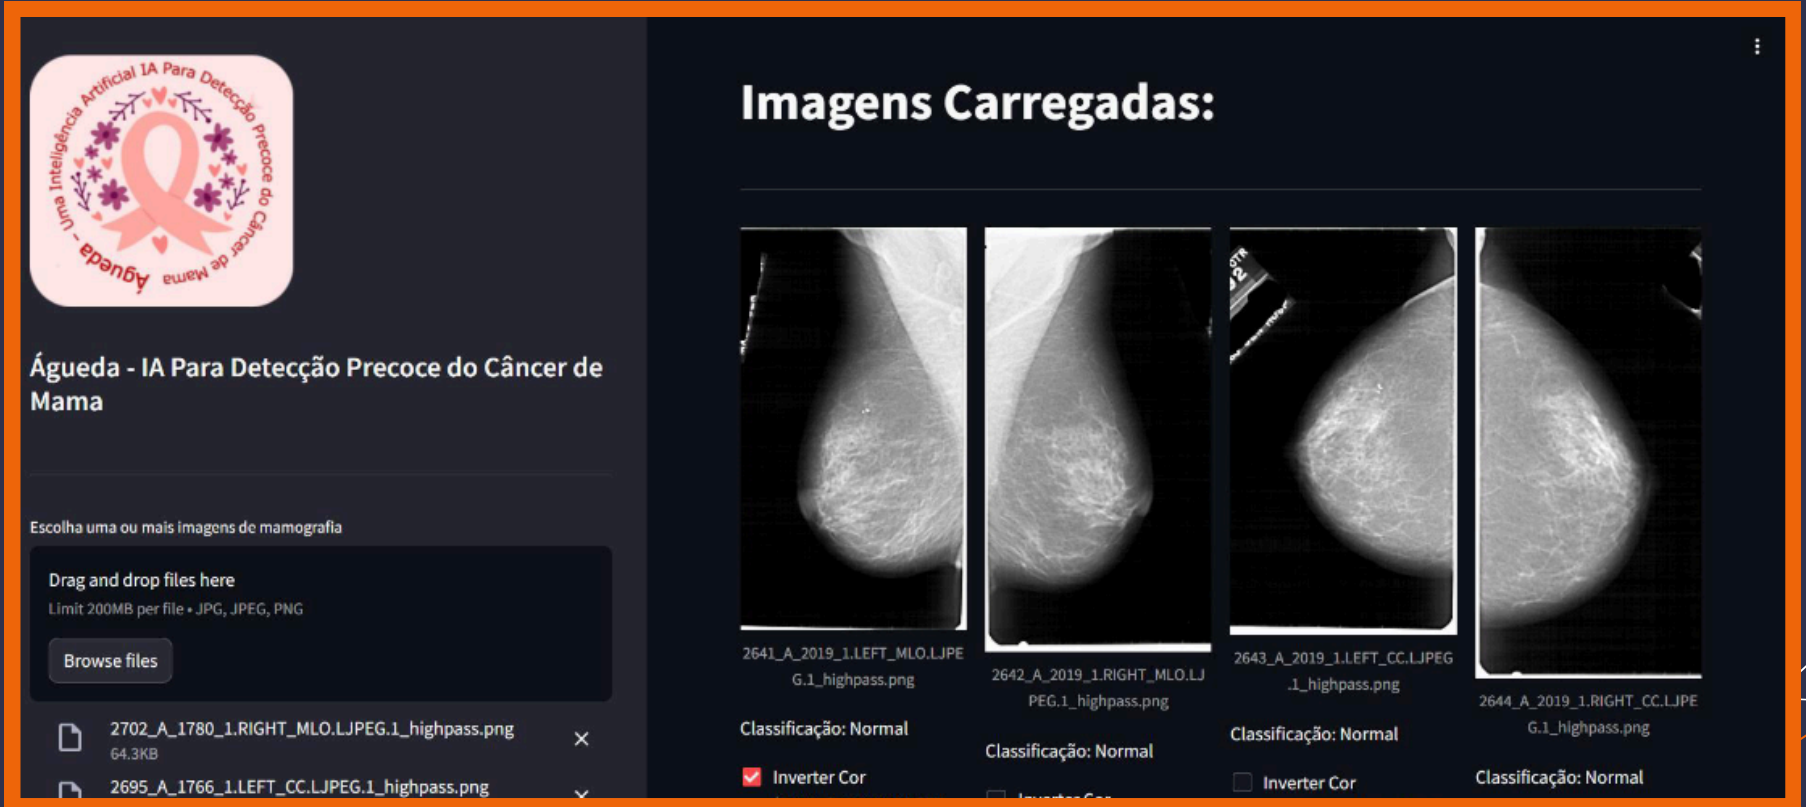 Águeda - Uma Inteligência Artificial IA Para Detecção Precoce do Câncer de Mama
Águeda - IA Para Detecção Precoce do Câncer de
Mama
Escolha uma ou mais imagens de mamografia
Drag and drop files here
Limit 200MB per file • JPG, JPEG, PNG
Browse files
2702_A_1780_1.RIGHT_MLO.LJPEG.1_highpass.png
64.3KB
2695_A_1766_1.LEFT_CC.LJPEG.1_highpass.png
Imagens Carregadas:
2641_A_2019_1.LEFT_MLO.LJPE
G.1_highpass.png
Classificação: Normal
Inverter Cor
2642_A_2019_1.RIGHT_MLO.LJ
PEG.1_highpass.png
Classificação: Normal
Inverter Cor
2643_A_2019_1.LEFT_CC.LJPEG
.1_highpass.png
Classificação: Normal
Inverter Cor
2644_A_2019_1.RIGHT_CC.LJPE
G.1_highpass.png
Classificação: Normal